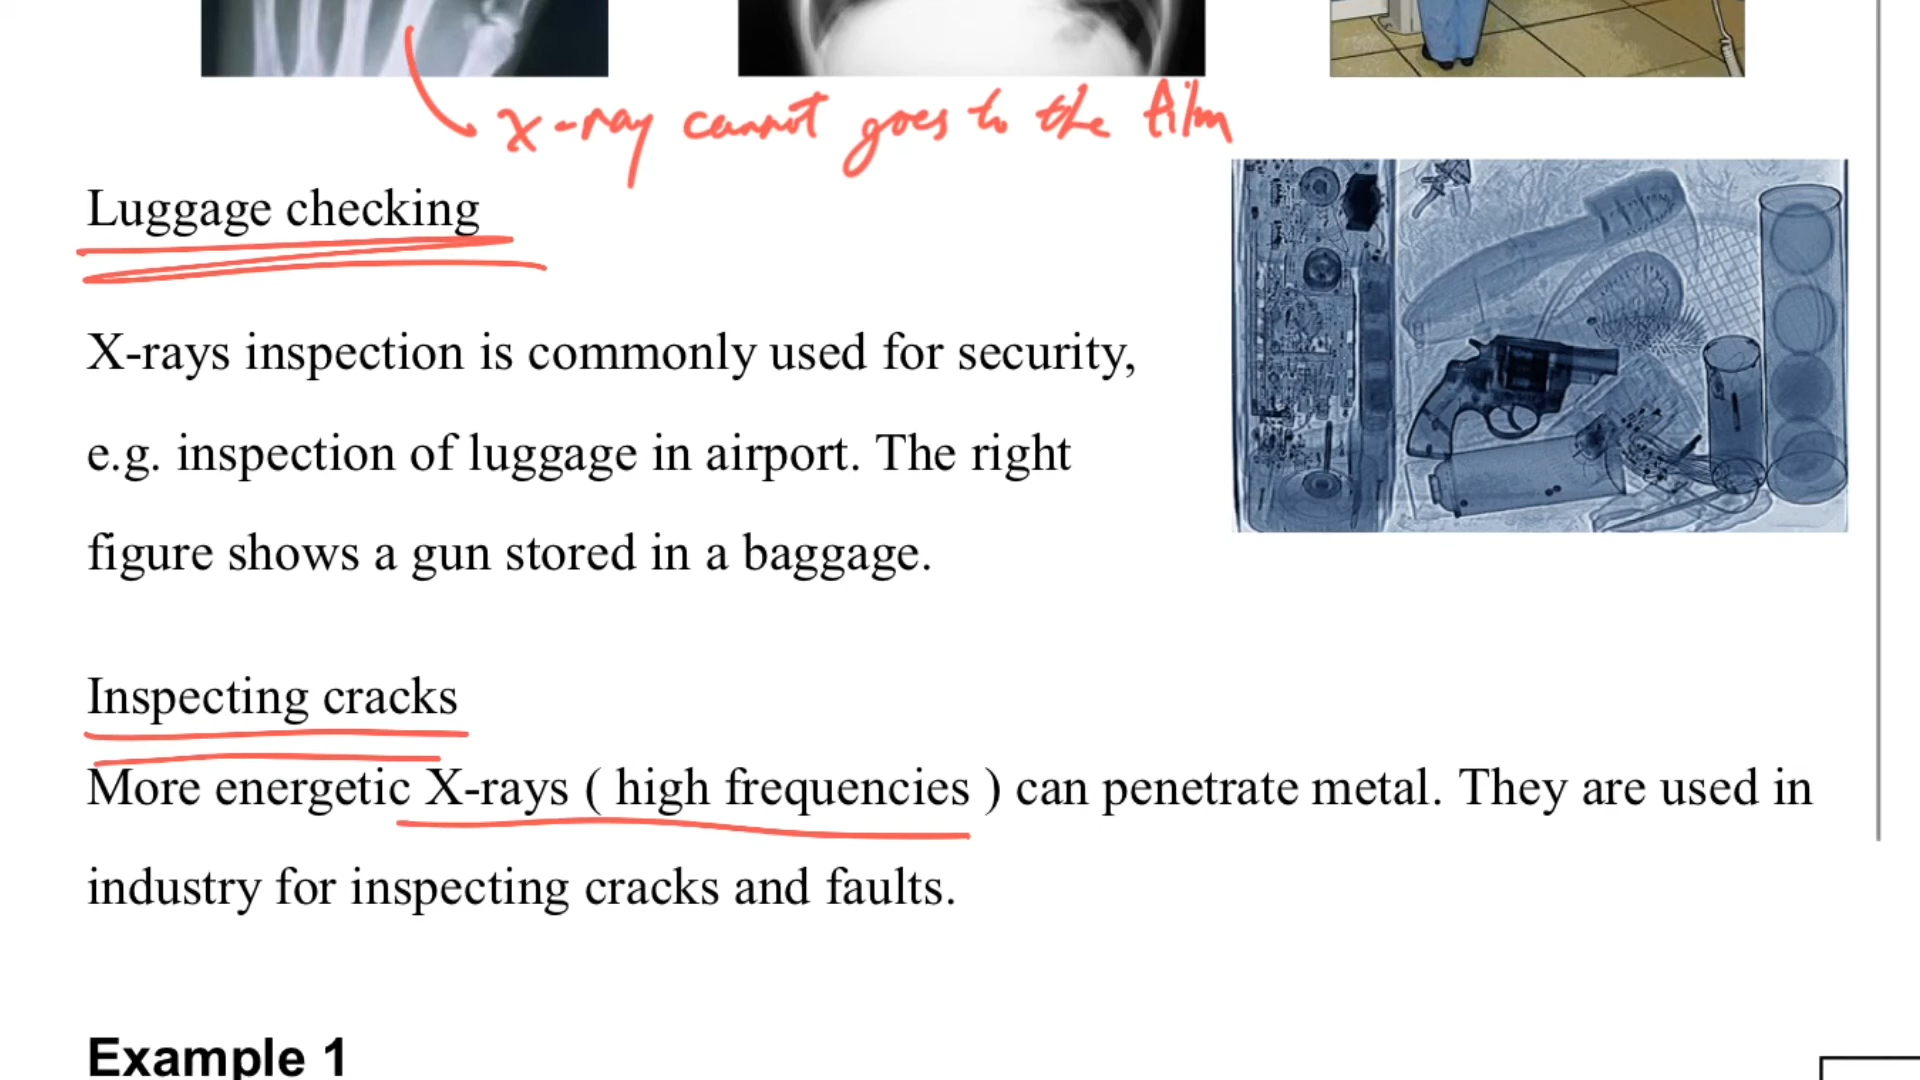 x-ray cannot goes to the film
Luggage checking
X-rays inspection is commonly used for security,
e.g. inspection of luggage in airport. The right
figure shows a gun stored in a baggage.
Inspecting cracks
More energetic X-rays ( high frequencies ) can penetrate metal. They are used in
industry for inspecting cracks and faults.
Example 1